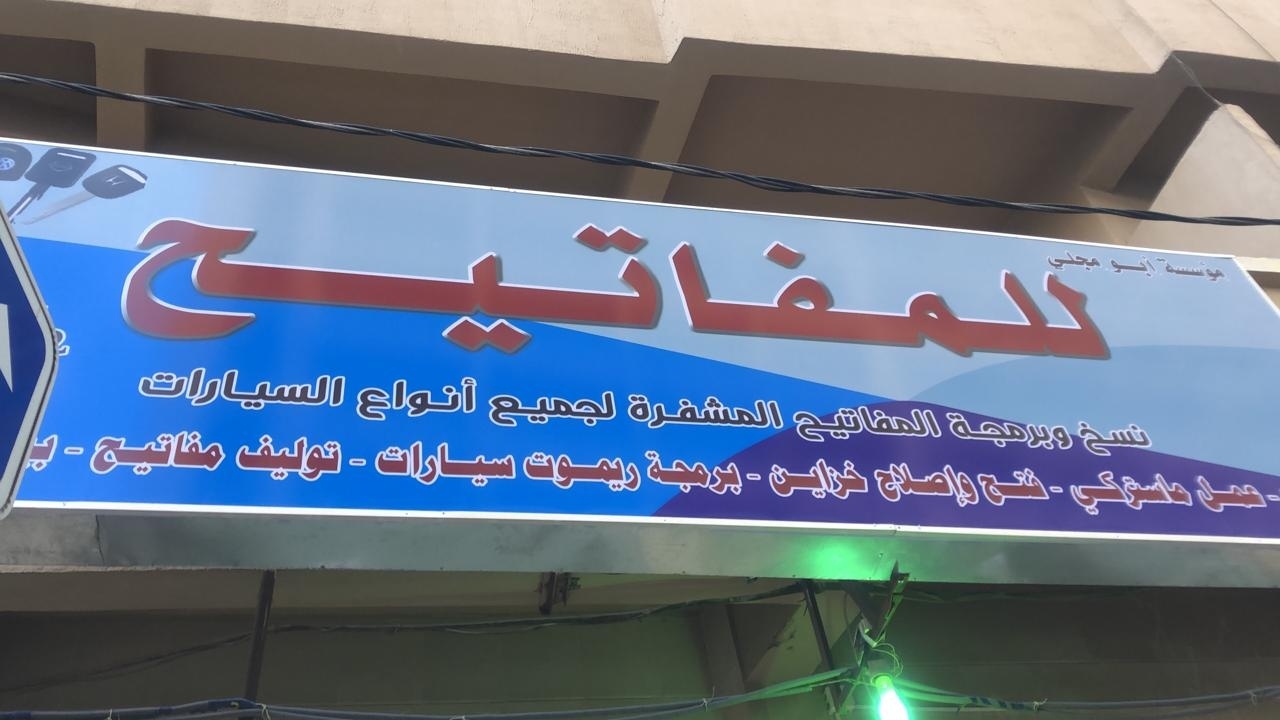 مؤسسة أبو مجلي
للمفاتيح
نسخ وبرمجة المفاتيح المشفرة لجميع أنواع السيارات
- عمل ماستركي - فتح وإصلاح خزاين - برمجة ريموت سيارات - توليف مفاتيح -